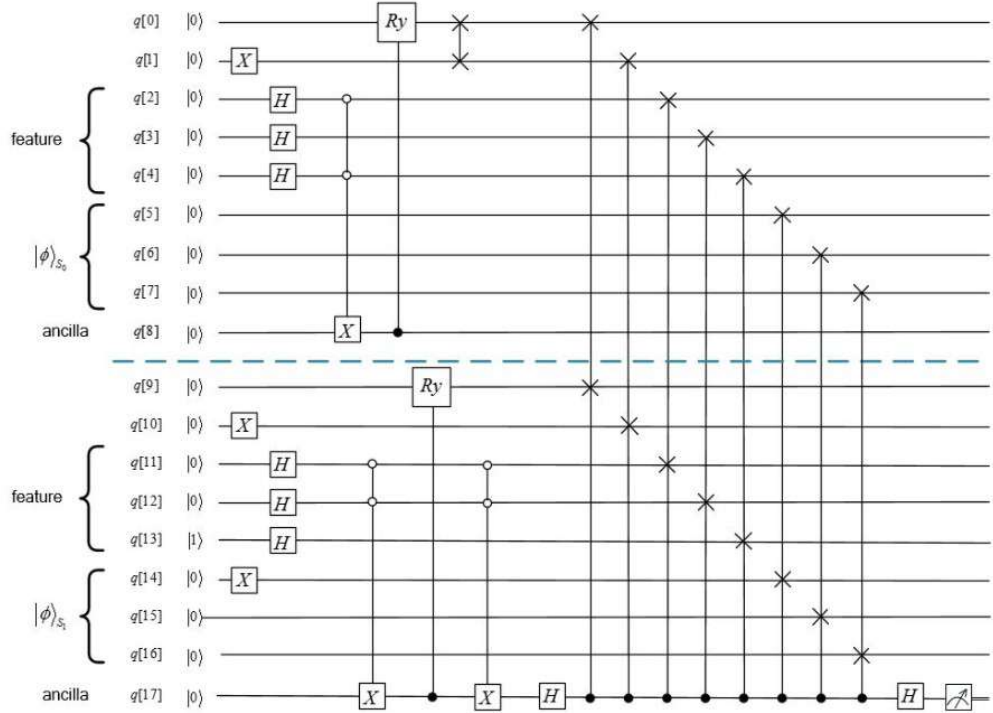 q[0] |0⟩ Ry
q[1] |0⟩ X
q[2] |0⟩ H
feature q[3] |0⟩ H
q[4] |0⟩ H
q[5] |0⟩
|ϕ⟩S₀ q[6] |0⟩
q[7] |0⟩
ancilla q[8] |0⟩ X
q[9] |0⟩ Ry
q[10] |0⟩ X
q[11] |0⟩ H
feature q[12] |0⟩ H
q[13] |1⟩ H
q[14] |0⟩ X
|ϕ⟩S₁ q[15] |0⟩
q[16] |0⟩
ancilla q[17] |0⟩ X X H H